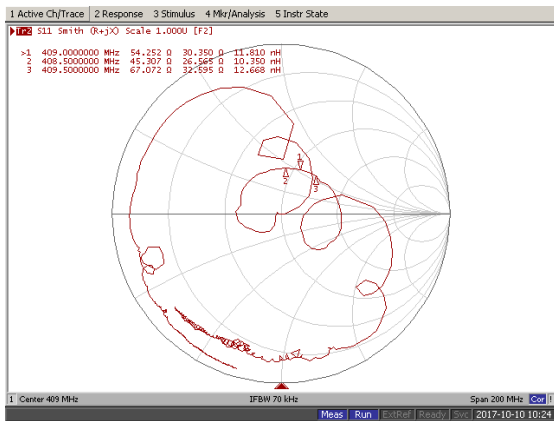 1 Active Ch/Trace 2 Response 3 Stimulus 4 Mkr/Analysis 5 Instr State
Tr2 S11 Smith (R+jX) Scale 1.000U [F2]
>1 409.0000000 MHz 54.252 Ω 30.350 Ω 11.810 nH
2 408.5000000 MHz 45.307 Ω 26.565 Ω 10.350 nH
3 409.5000000 MHz 67.072 Ω 32.595 Ω 12.668 nH
1
2
3
1 Center 409 MHz IFBW 70 kHz Span 200 MHz Cor !
Meas Run ExtRef Ready Svc 2017-10-10 10:24